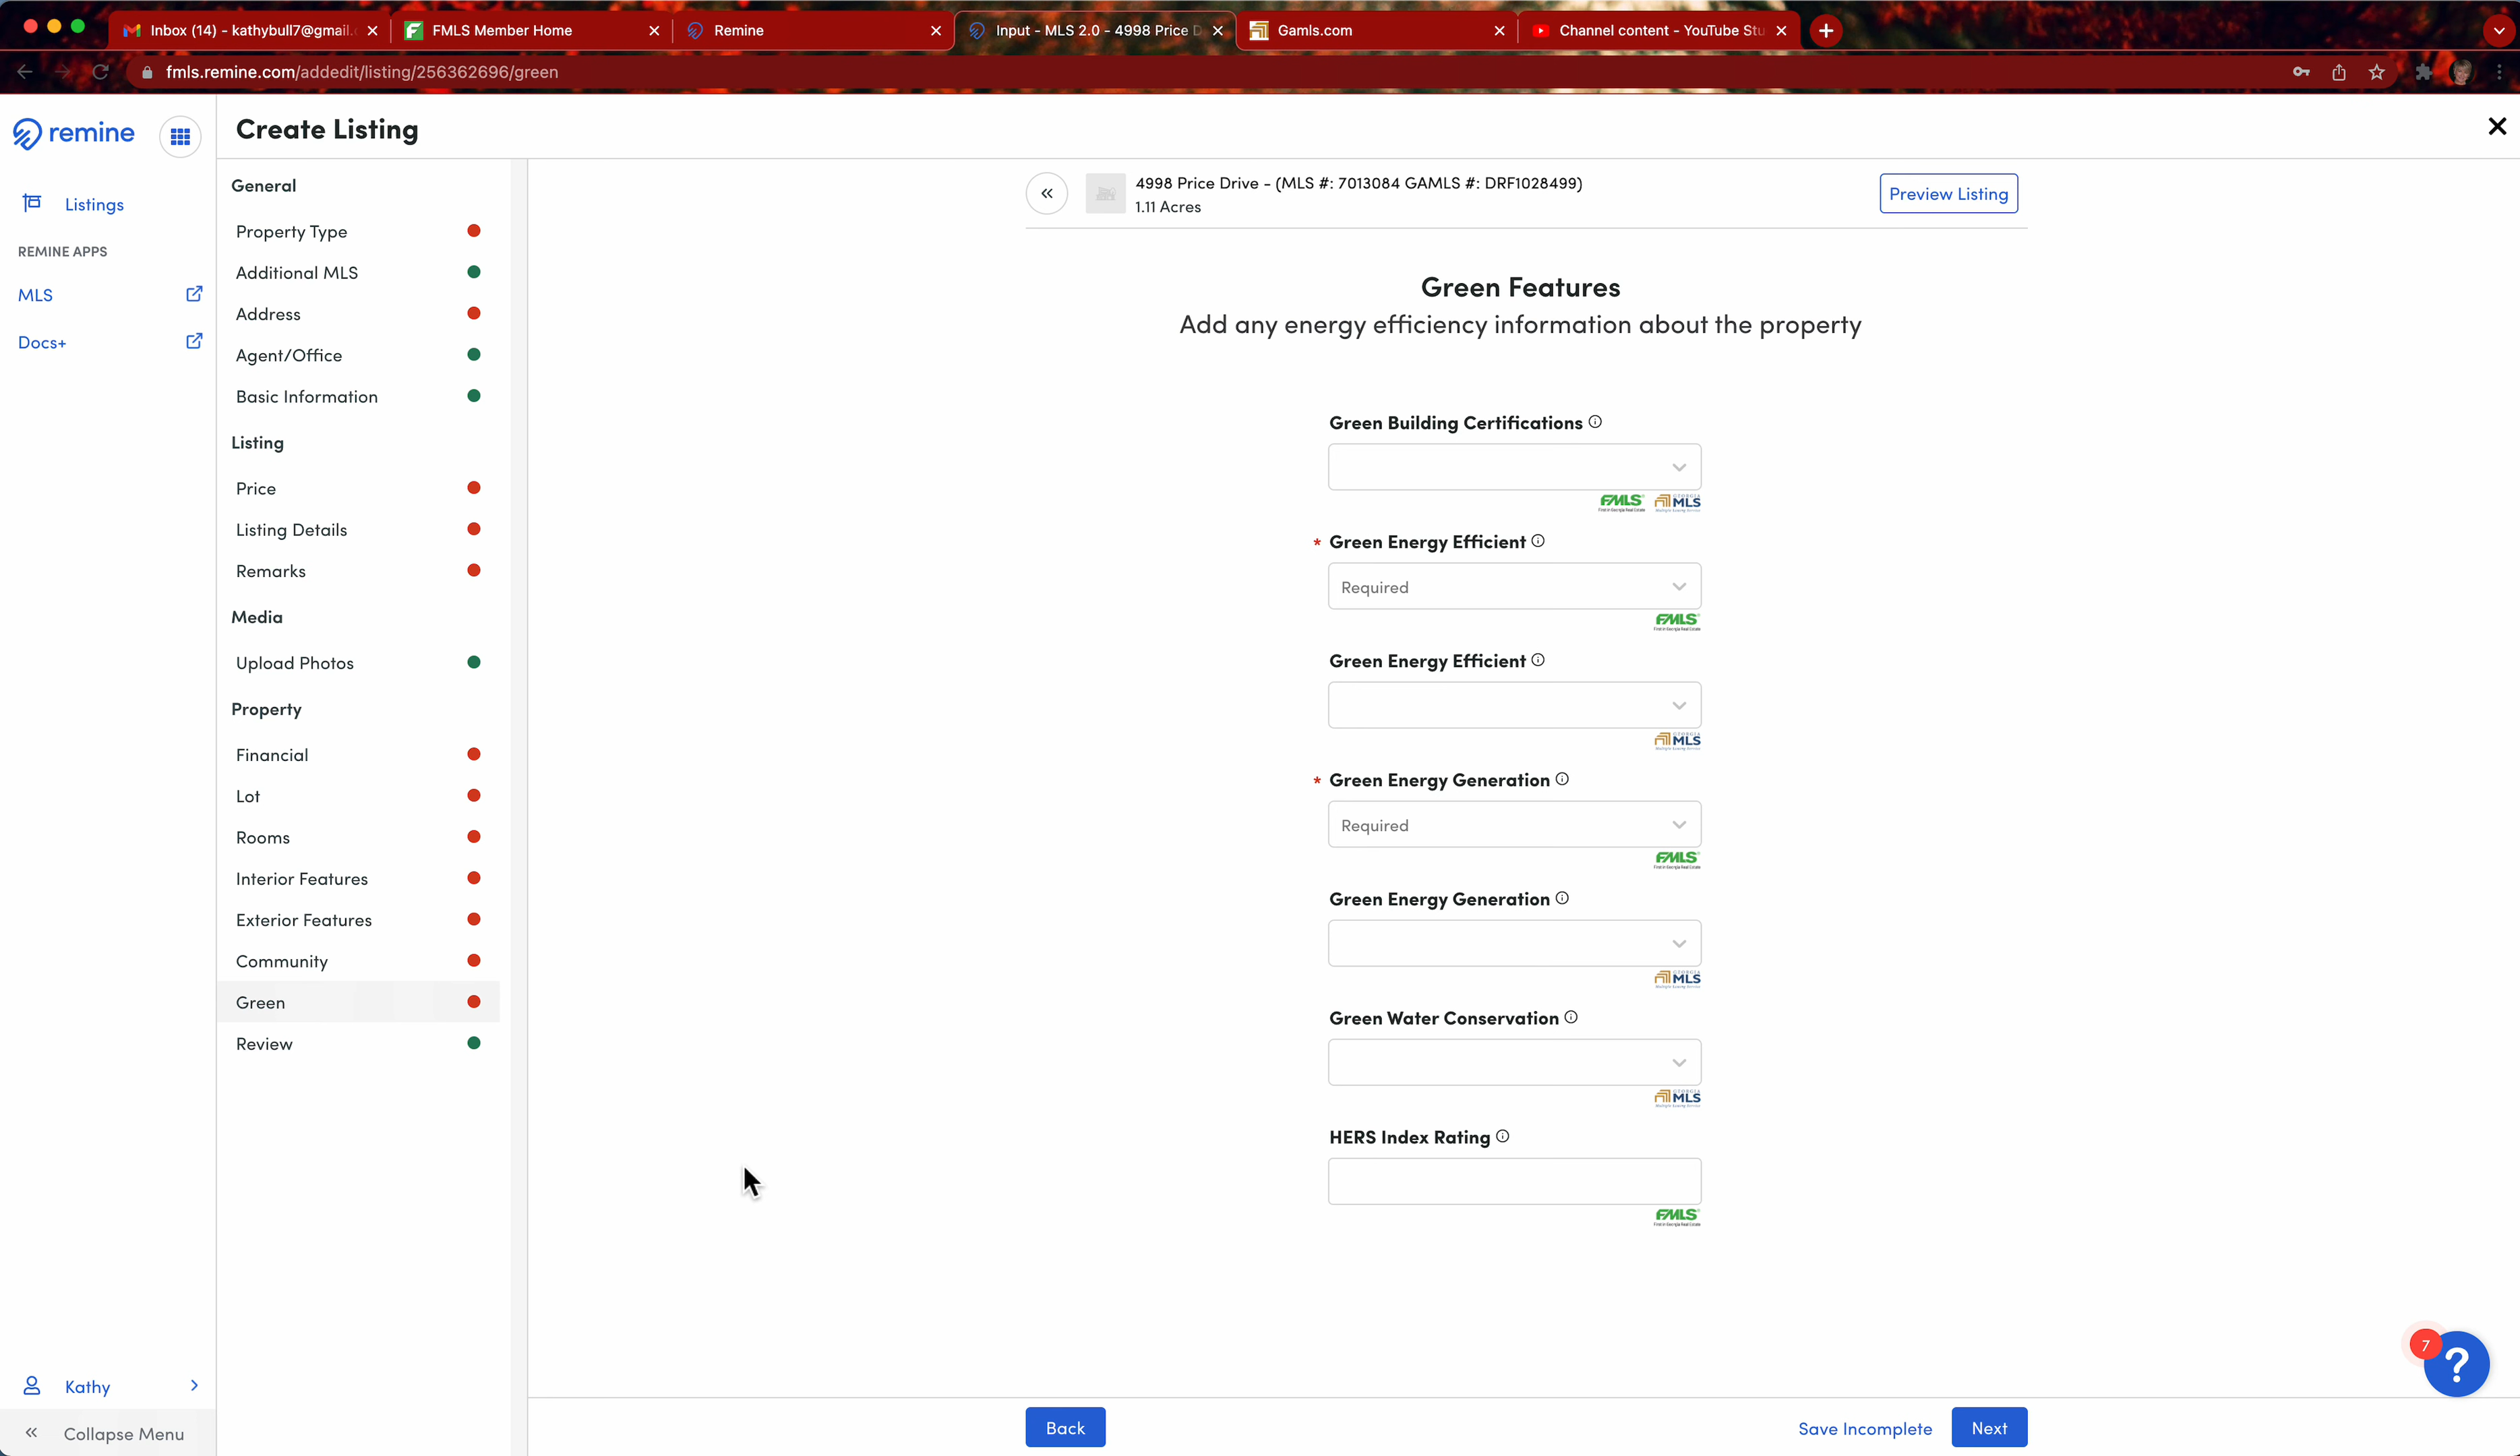 Inbox (14) - kathybull7@gmail.c
FMLS Member Home
Remine
Input - MLS 2.0 - 4998 Price D
Gamls.com
Channel content - YouTube Stu
fmls.remine.com/addedit/listing/256362696/green
remine
Create Listing
Listings
REMINE APPS
MLS
Docs+
General
Property Type
Additional MLS
Address
Agent/Office
Basic Information
Listing
Price
Listing Details
Remarks
Media
Upload Photos
Property
Financial
Lot
Rooms
Interior Features
Exterior Features
Community
Green
Review
4998 Price Drive - (MLS #: 7013084 GAMLS #: DRF1028499)
1.11 Acres
Preview Listing
Green Features
Add any energy efficiency information about the property
Green Building Certifications
FMLS GEORGIA MLS
* Green Energy Efficient
Required
FMLS
Green Energy Efficient
GEORGIA MLS
* Green Energy Generation
Required
FMLS
Green Energy Generation
GEORGIA MLS
Green Water Conservation
GEORGIA MLS
HERS Index Rating
FMLS
7
?
Kathy
Collapse Menu
Back
Save Incomplete
Next